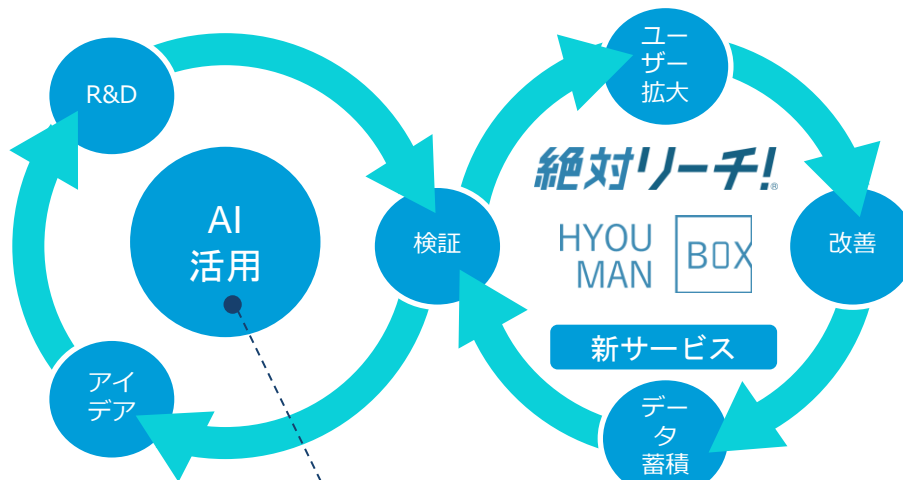 ユー
ザー
拡大
R&D
絶対リーチ!®
AI
活用
検証
HYOU
MAN
BOX
改善
新サービス
アイ
デア
デー
タ
蓄積